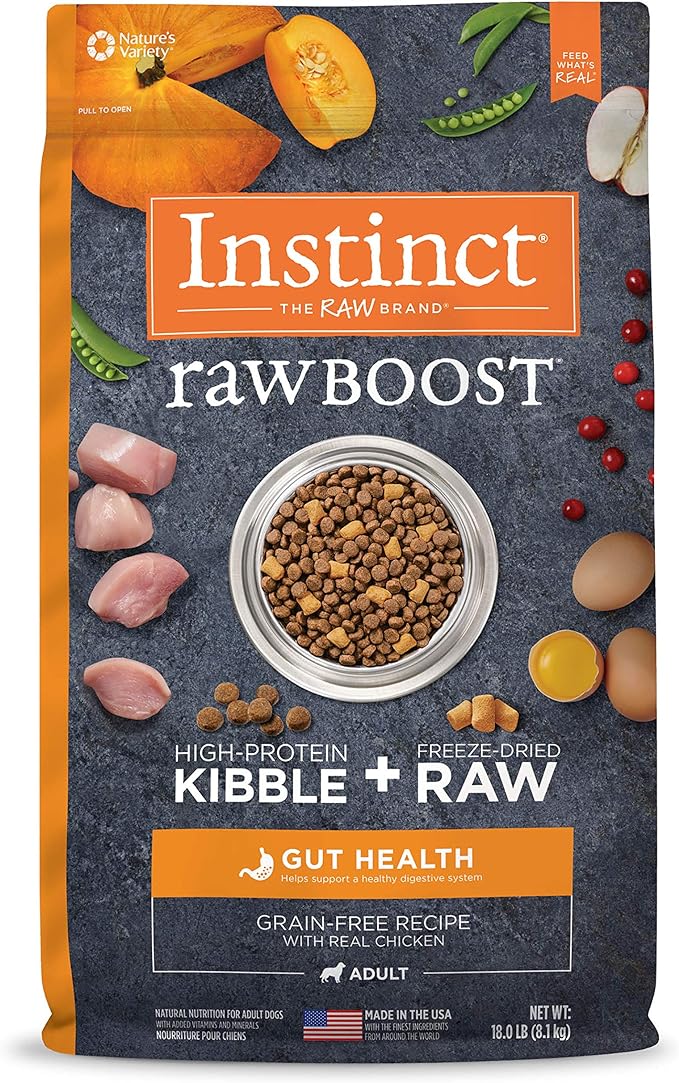 Nature's
Variety®
PULL TO OPEN
FEED
WHAT'S
REAL®
Instinct®
THE RAW BRAND®
rawBOOST™
HIGH-PROTEIN
KIBBLE
+
FREEZE-DRIED
RAW
GUT HEALTH
Helps support a healthy digestive system
GRAIN-FREE RECIPE
WITH REAL CHICKEN
ADULT
NATURAL NUTRITION FOR ADULT DOGS
WITH ADDED VITAMINS AND MINERALS
NOURRITURE POUR CHIENS
MADE IN THE USA
WITH THE FINEST INGREDIENTS
FROM AROUND THE WORLD
NET WT:
18.0 LB (8.1 kg)